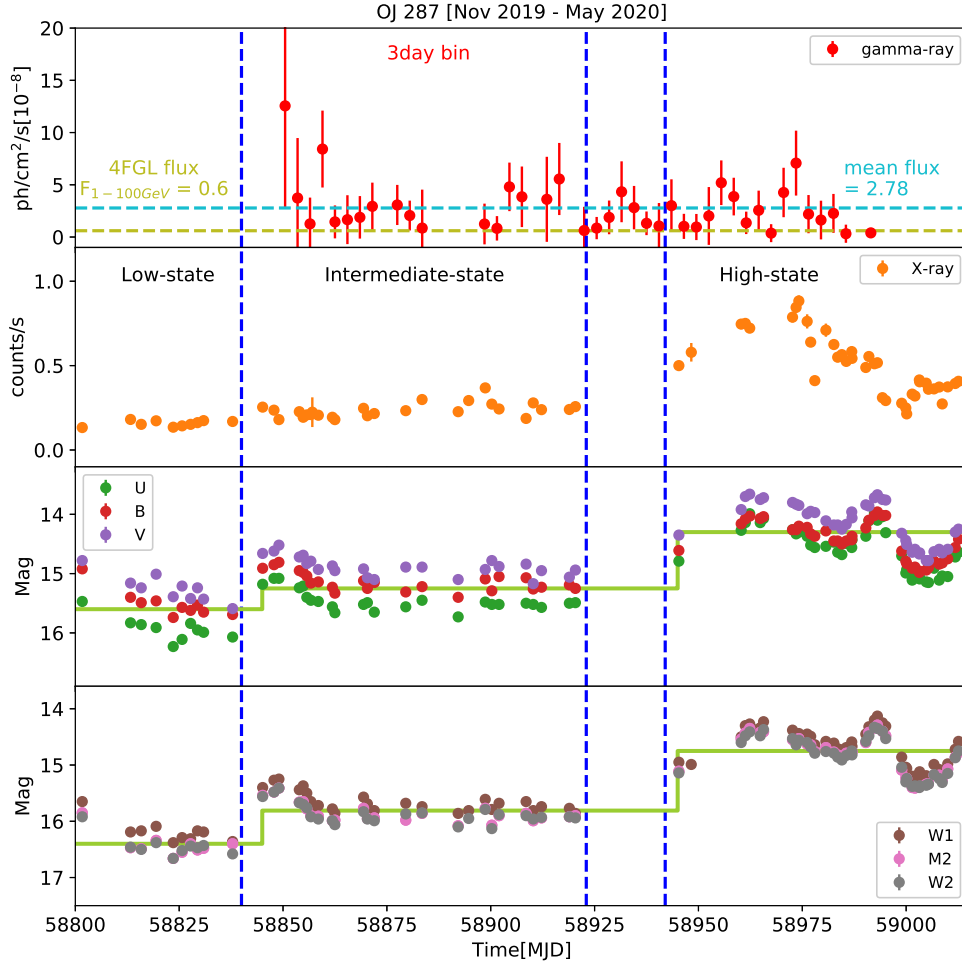 OJ 287 [Nov 2019 - May 2020]
ph/cm²/s[10⁻⁸]
20
15
10
5
0
3day bin
gamma-ray
4FGL flux
F₁₋₁₀₀GeV = 0.6
mean flux
= 2.78
counts/s
1.0
0.5
0.0
Low-state
Intermediate-state
High-state
X-ray
Mag
14
15
16
U
B
V
Mag
14
15
16
17
W1
M2
W2
58800
58825
58850
58875
58900
58925
58950
58975
59000
Time[MJD]